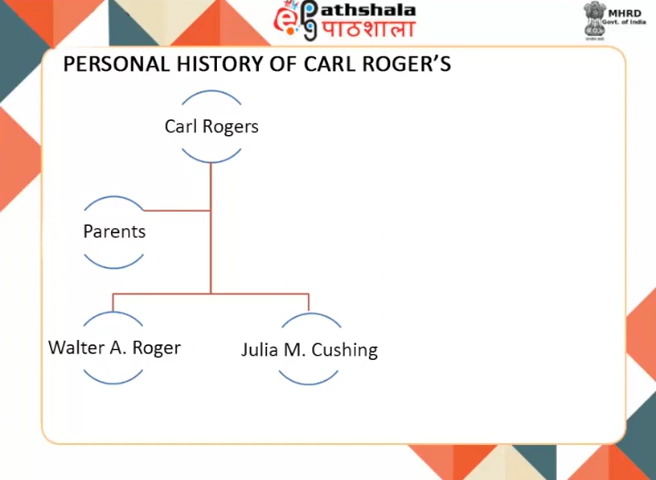 Pathshala
पाठशाला
MHRD
Govt. of India
PERSONAL HISTORY OF CARL ROGER'S
Carl Rogers
Parents
Walter A. Roger
Julia M. Cushing